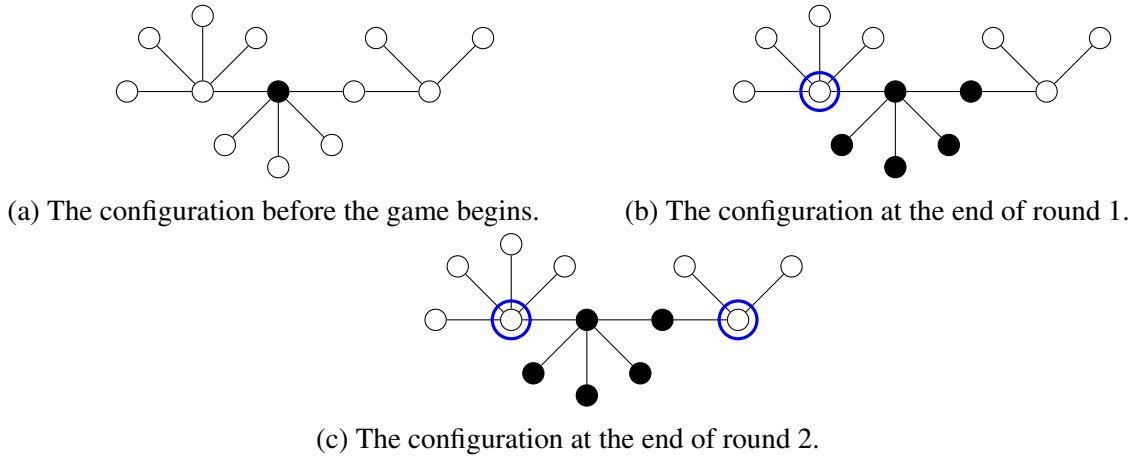 (a) The configuration before the game begins.
(b) The configuration at the end of round 1.
(c) The configuration at the end of round 2.